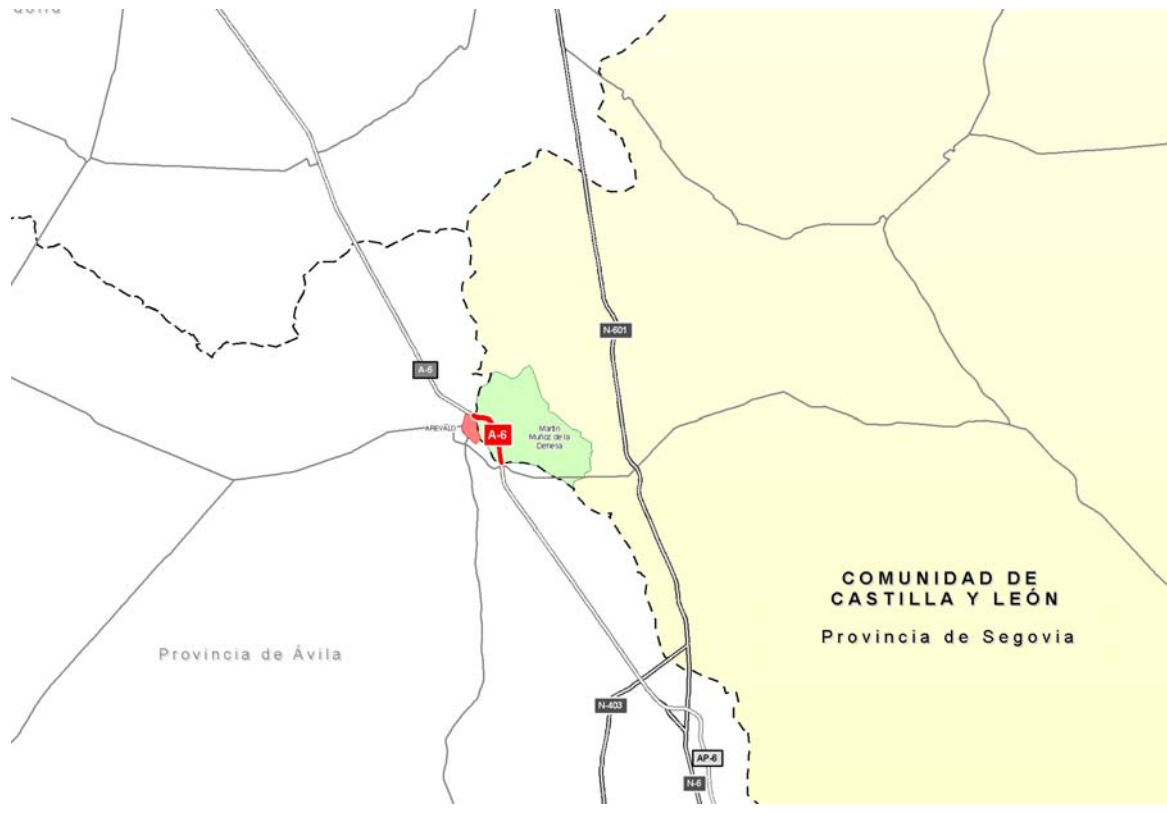 N-601
A-6
AREVALO
A-6
Martín
Muñoz de la
Dehesa
COMUNIDAD DE
CASTILLA Y LEÓN
Provincia de Segovia
Provincia de Ávila
N-403
AP-6
N-6